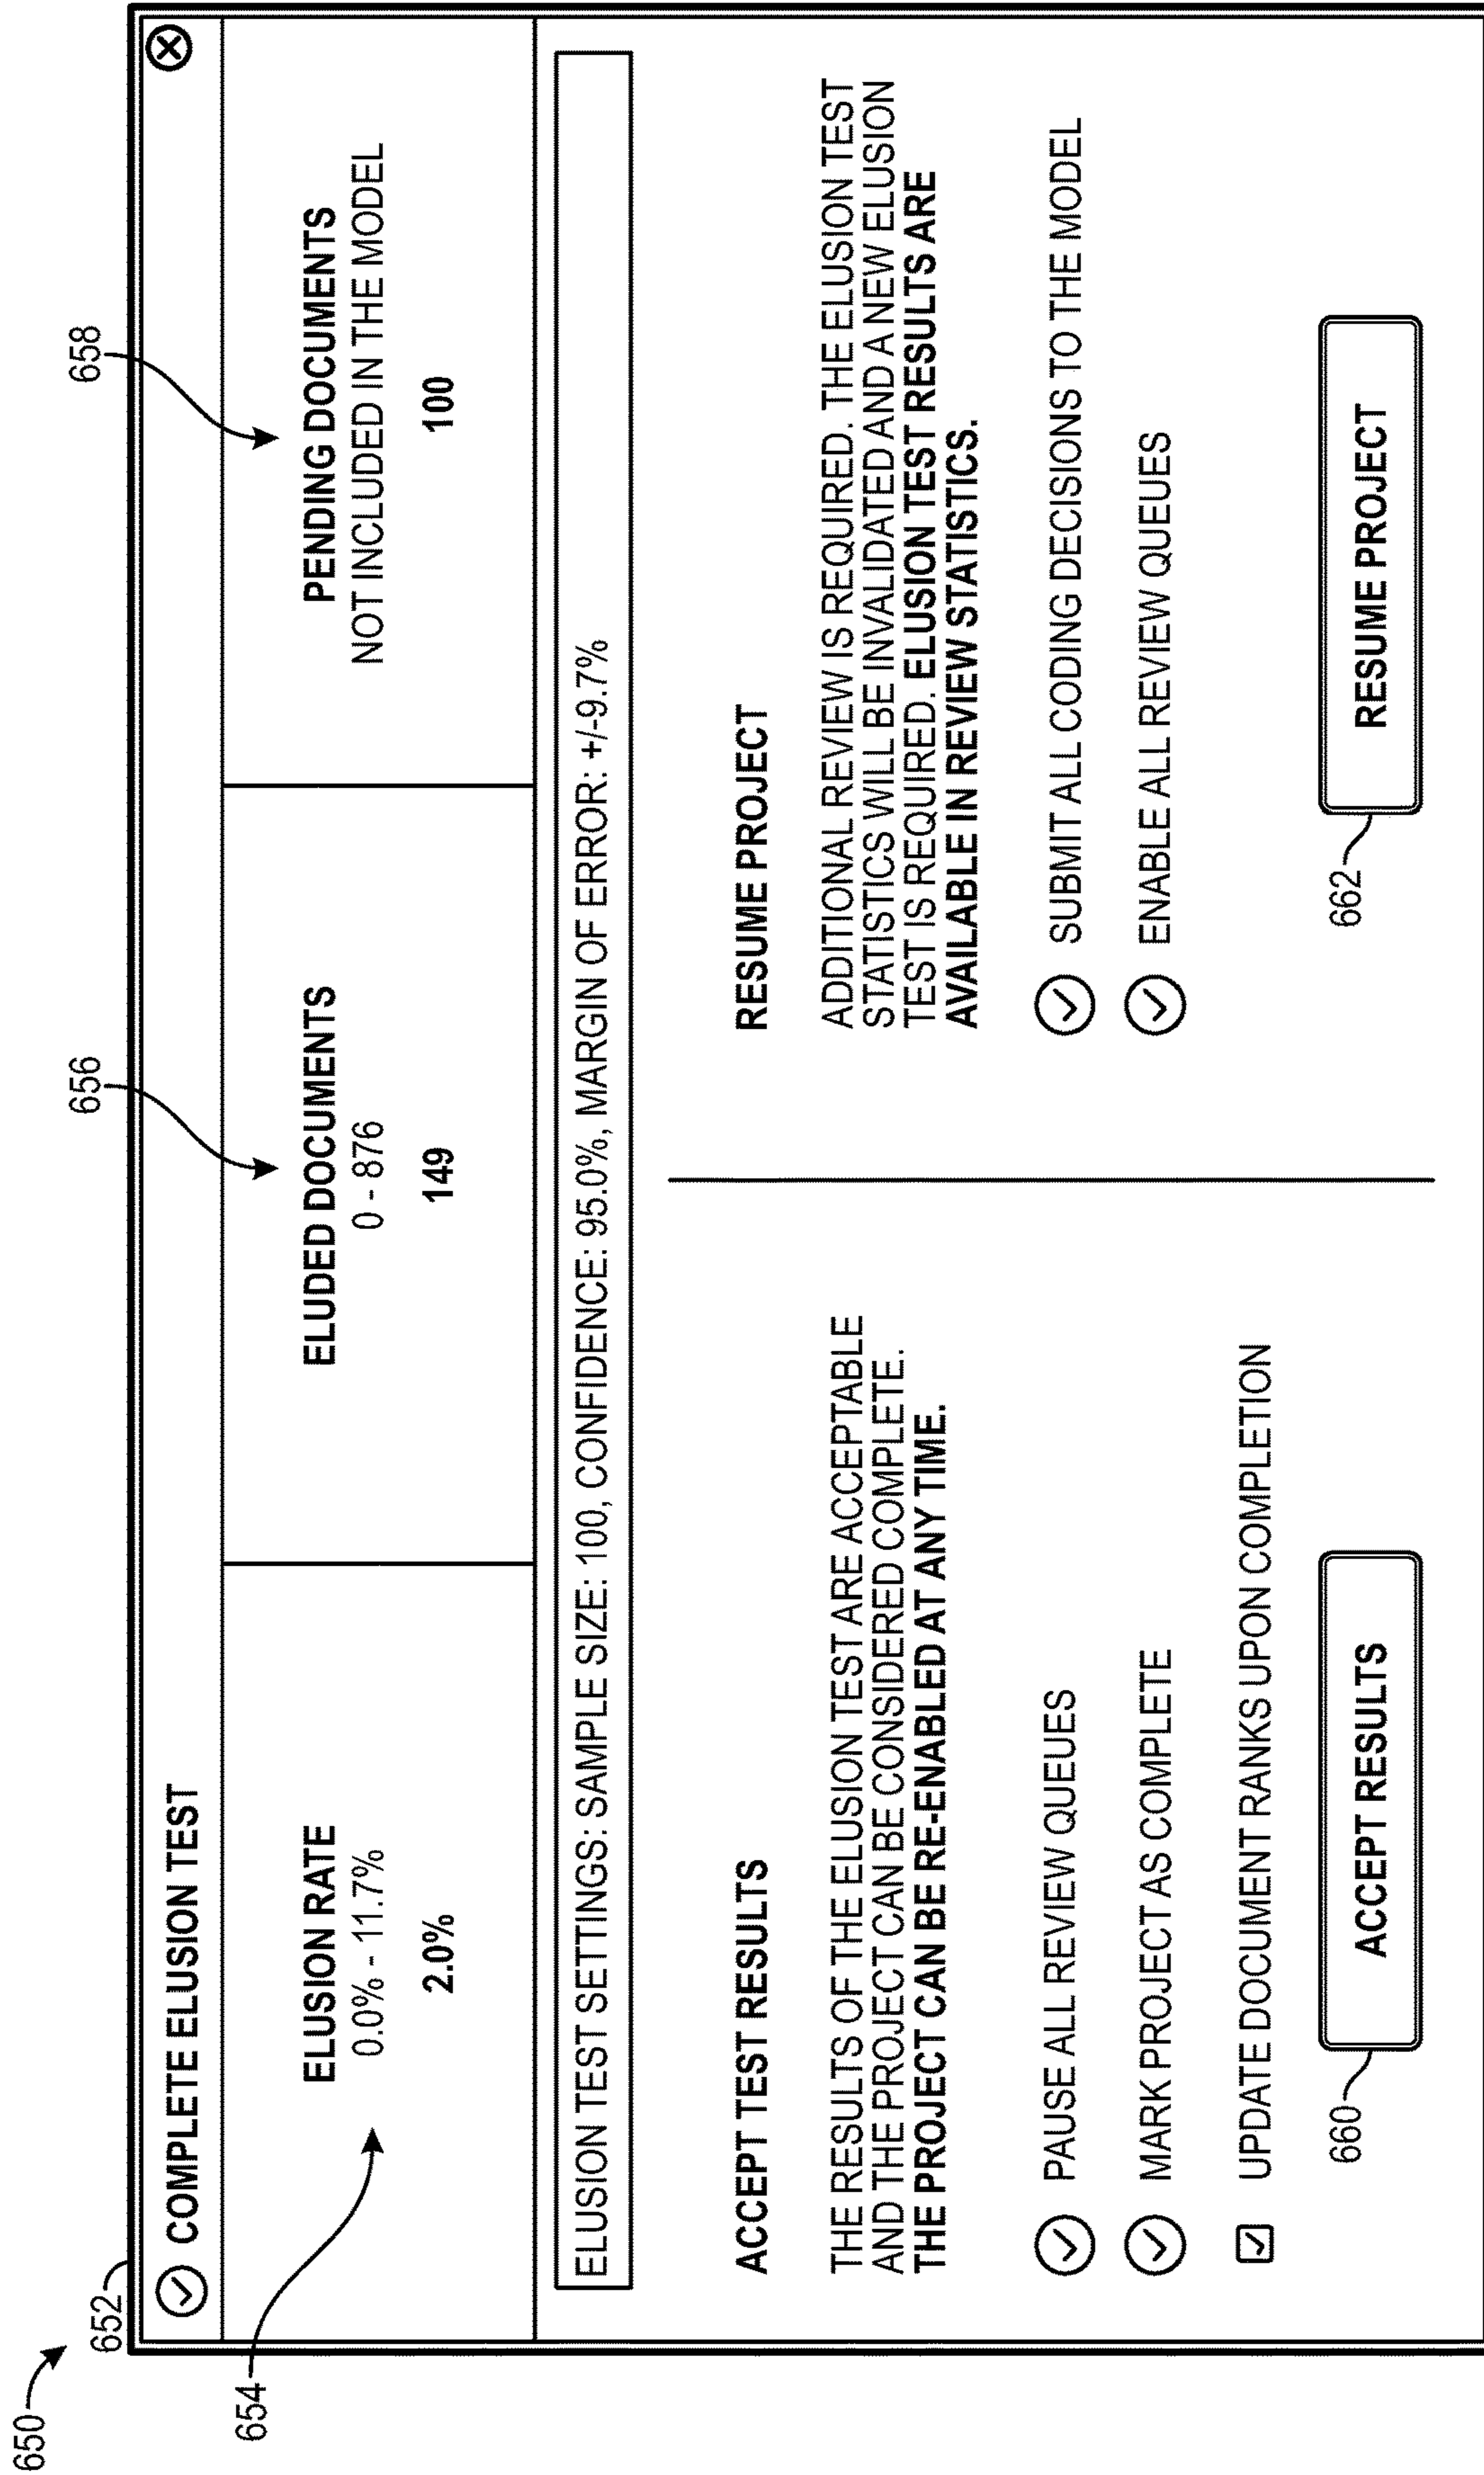 650
652
654
656
658
COMPLETE ELUSION TEST
ELUSION RATE
0.0% - 11.7%
2.0%
ELUDED DOCUMENTS
0 - 876
149
PENDING DOCUMENTS
NOT INCLUDED IN THE MODEL
100
ELUSION TEST SETTINGS: SAMPLE SIZE: 100, CONFIDENCE: 95.0%, MARGIN OF ERROR: +/-9.7%
ACCEPT TEST RESULTS
THE RESULTS OF THE ELUSION TEST ARE ACCEPTABLE
AND THE PROJECT CAN BE CONSIDERED COMPLETE.
THE PROJECT CAN BE RE-ENABLED AT ANY TIME.
PAUSE ALL REVIEW QUEUES
MARK PROJECT AS COMPLETE
UPDATE DOCUMENT RANKS UPON COMPLETION
660
ACCEPT RESULTS
RESUME PROJECT
ADDITIONAL REVIEW IS REQUIRED. THE ELUSION TEST
STATISTICS WILL BE INVALIDATED AND A NEW ELUSION
TEST IS REQUIRED. ELUSION TEST RESULTS ARE
AVAILABLE IN REVIEW STATISTICS.
SUBMIT ALL CODING DECISIONS TO THE MODEL
ENABLE ALL REVIEW QUEUES
662
RESUME PROJECT